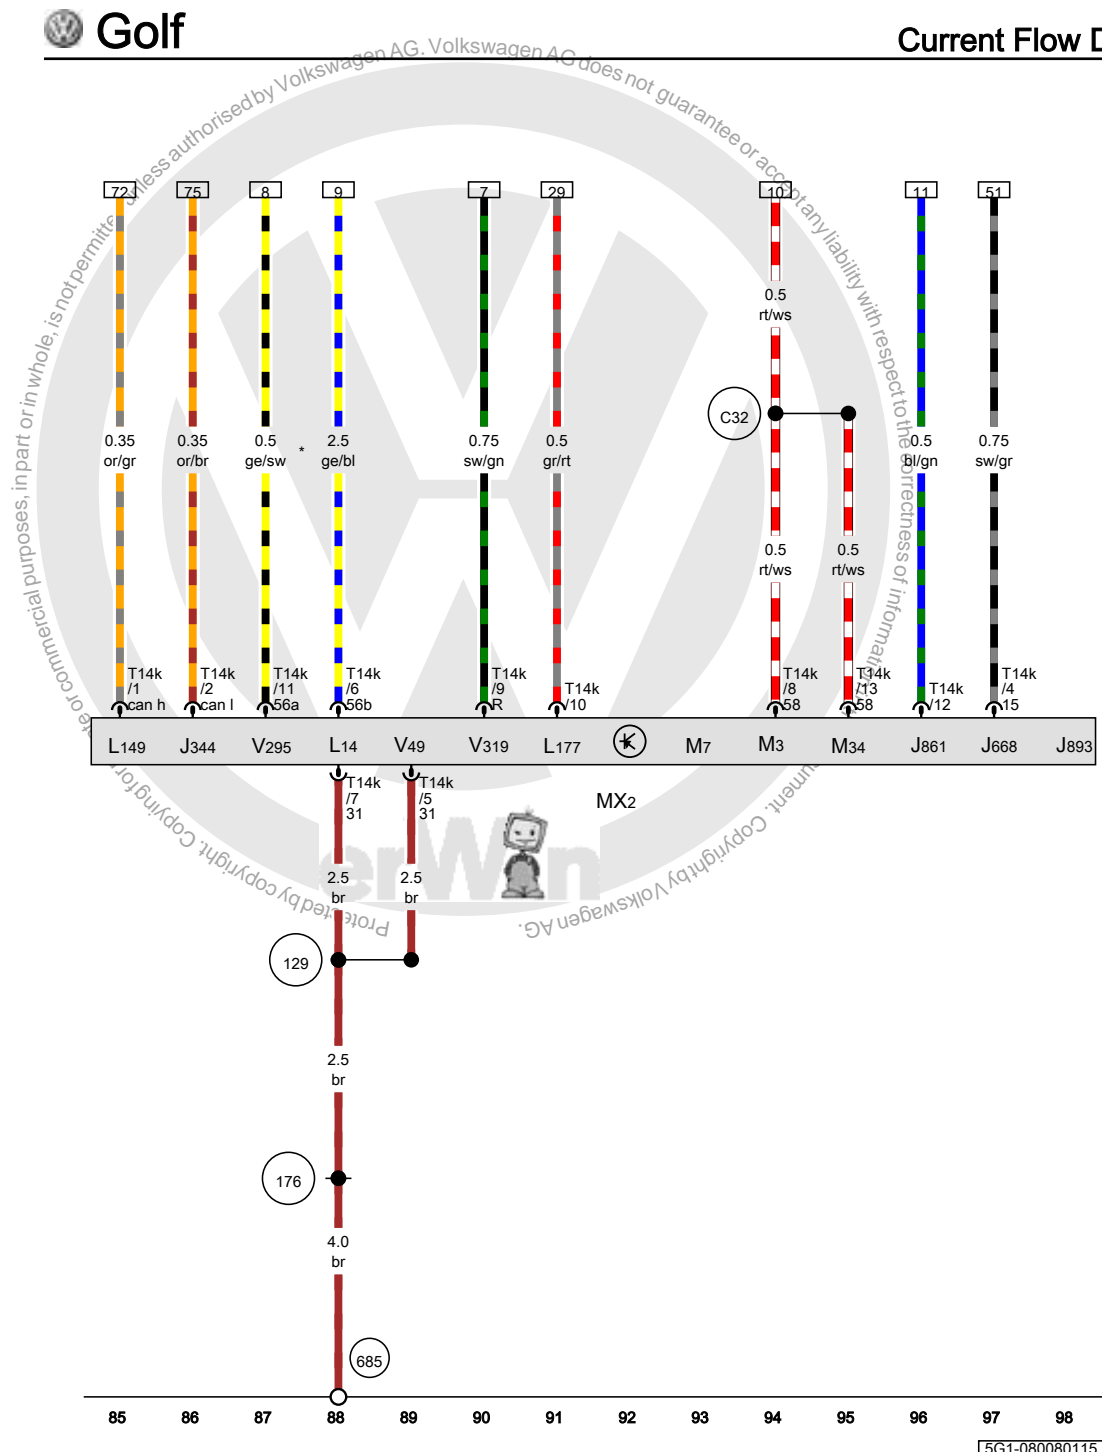 Golf
Current Flow D
unless authorised by Volkswagen AG. Volkswagen AG does not guarantee or accept any liability with respect to the correctness of information
commercial purposes, in part or in whole, is not permitted
Protected by copyright. Copying for
Copyright by Volkswagen AG.
72 75 8 9 7 29 10 11 51
0.5
rt/ws
C32
0.35 0.35 0.5 2.5 0.75 0.5 0.5 0.75
or/gr or/br ge/sw * ge/bl sw/gn gr/rt bl/gn sw/gr
0.5 0.5
rt/ws rt/ws
T14k T14k T14k T14k T14k T14k T14k T14k T14k T14k
/1 /2 /11 /6 /9 /10 /8 /13 /12 /4
can h can l 56a 56b R 58 58 15
L149 J344 V295 L14 V49 V319 L177 M7 M3 M34 J861 J668 J893
T14k T14k
/7 /5
31 31
MX2
erWin
2.5 2.5
br br
129
2.5
br
176
4.0
br
685
85 86 87 88 89 90 91 92 93 94 95 96 97 98
5G1-080080115